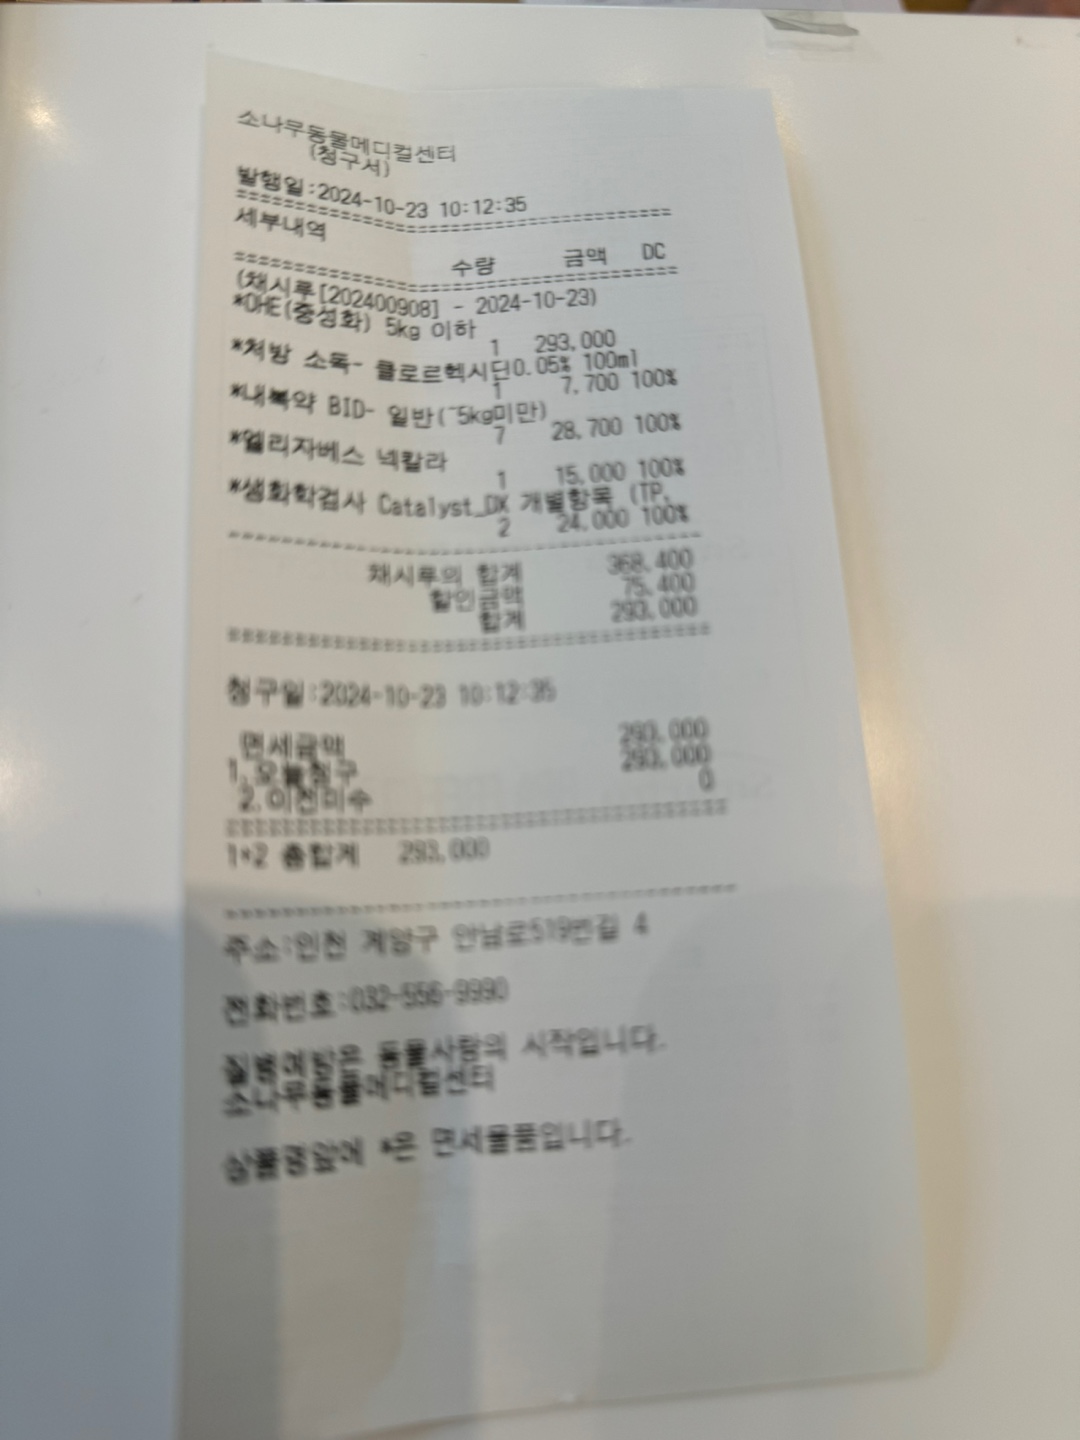 소나무동물메디컬센터
(청구서)
발행일:2024-10-23 10:12:35
==================================
세부내역
수량 금액 DC
==================================
(채시루[202400908] - 2024-10-23)
*OHE(중성화) 5kg 이하
1 293,000
*처방 소독- 클로르헥시딘0.05% 100ml
1 7,700 100%
*내복약 BID- 일반(~5kg미만)
7 28,700 100%
*엘리자베스 넥칼라
1 15,000 100%
*생화학검사 Catalyst_DX 개별항목 (TP,
2 24,000 100%
----------------------------------
채시루의 합계 368,400
할인금액 75,400
합계 293,000
==================================
청구일:2024-10-23 10:12:35
면세금액 293,000
1.오늘청구 293,000
2.이전미수 0
==================================
1+2 총합계 293,000
----------------------------------
주소:인천 계양구 안남로519번길 4
전화번호:032-556-9990
질병예방은 동물사랑의 시작입니다.
소나무동물메디컬센터
상품명앞에 *은 면세물품입니다.